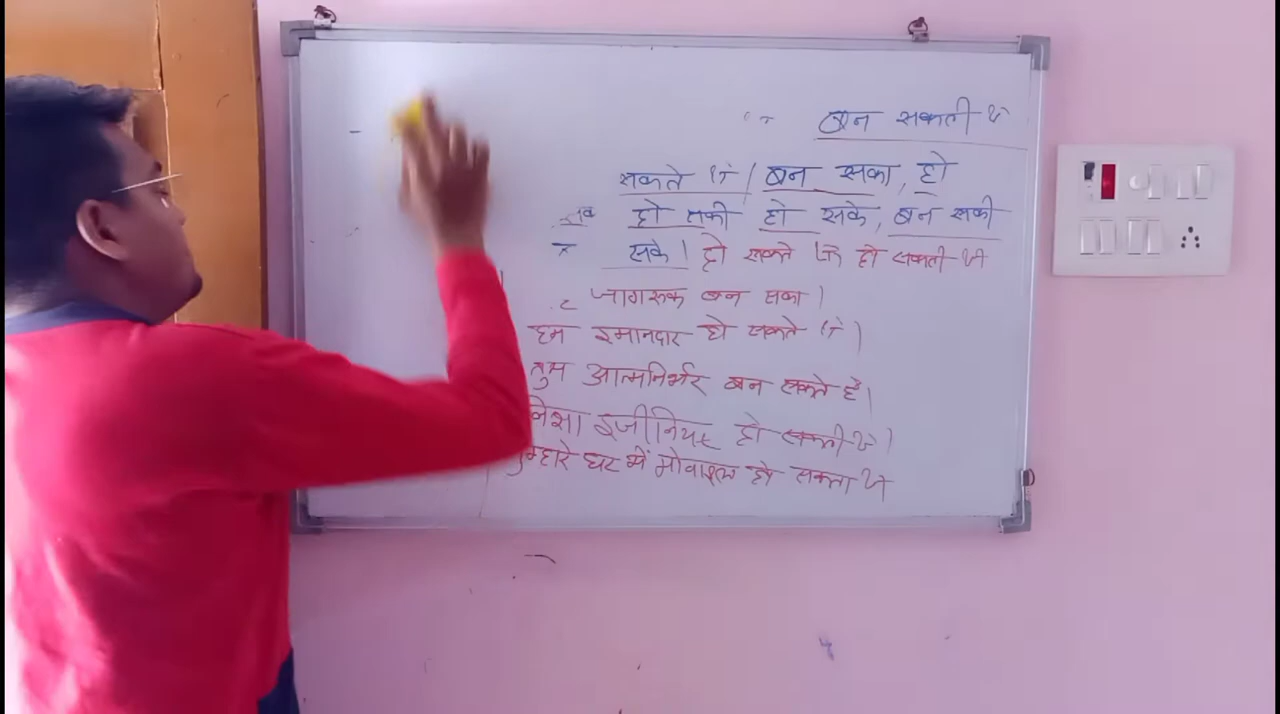 बन सकती थी
सकते थे / बन सका, हो
हो सकी हो सके, बन सकी
सके। हो सकते थे हो सकती थी
जागरुक बन सका।
हम इमानदार हो सकते थे।
तुम आत्मनिर्भर बन सकते हैं।
निशा इंजीनियर हो सकती थी।
तुम्हारे घर में मोबाइल हो सकता था